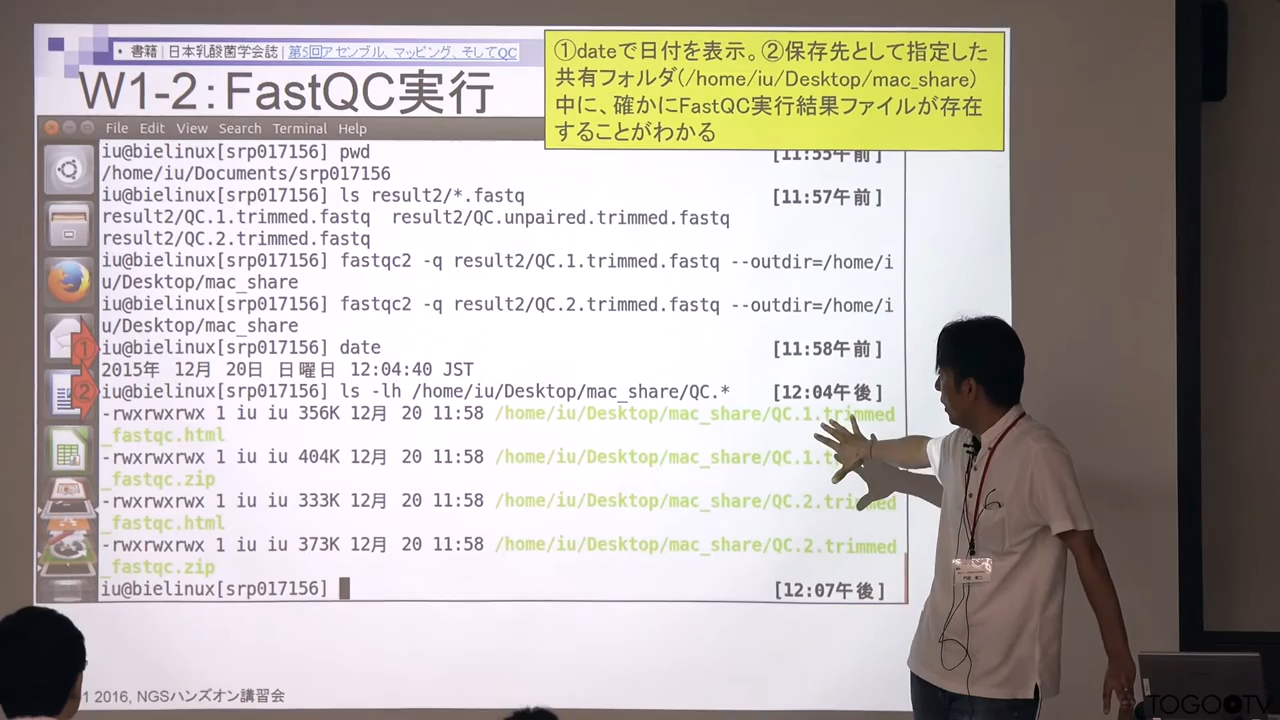 • 書籍 | 日本乳酸菌学会誌 | 第5回アセンブル、マッピング、そしてQC
W1-2：FastQC実行
①dateで日付を表示。②保存先として指定した
共有フォルダ(/home/iu/Desktop/mac_share)
中に、確かにFastQC実行結果ファイルが存在
することがわかる
File Edit View Search Terminal Help
iu@bielinux[srp017156] pwd [11:55午前]
/home/iu/Documents/srp017156
iu@bielinux[srp017156] ls result2/*.fastq [11:57午前]
result2/QC.1.trimmed.fastq result2/QC.unpaired.trimmed.fastq
result2/QC.2.trimmed.fastq
iu@bielinux[srp017156] fastqc2 -q result2/QC.1.trimmed.fastq --outdir=/home/i
u/Desktop/mac_share
iu@bielinux[srp017156] fastqc2 -q result2/QC.2.trimmed.fastq --outdir=/home/i
u/Desktop/mac_share
① iu@bielinux[srp017156] date [11:58午前]
2015年 12月 20日 日曜日 12:04:40 JST
② iu@bielinux[srp017156] ls -lh /home/iu/Desktop/mac_share/QC.* [12:04午後]
-rwxrwxrwx 1 iu iu 356K 12月 20 11:58 /home/iu/Desktop/mac_share/QC.1.trimmed
_fastqc.html
-rwxrwxrwx 1 iu iu 404K 12月 20 11:58 /home/iu/Desktop/mac_share/QC.1.t
_fastqc.zip
-rwxrwxrwx 1 iu iu 333K 12月 20 11:58 /home/iu/Desktop/mac_share/QC.2.trimmed
_fastqc.html
-rwxrwxrwx 1 iu iu 373K 12月 20 11:58 /home/iu/Desktop/mac_share/QC.2.trimmed
_fastqc.zip
iu@bielinux[srp017156] [12:07午後]
1 2016, NGSハンズオン講習会
TOGOTV